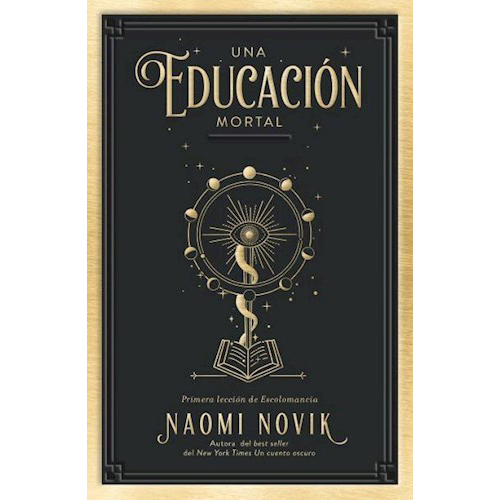 UNA
EDUCACIÓN
MORTAL
Primera lección de Escolomancia
NAOMI NOVIK
Autora del best seller
del New York Times Un cuento oscuro